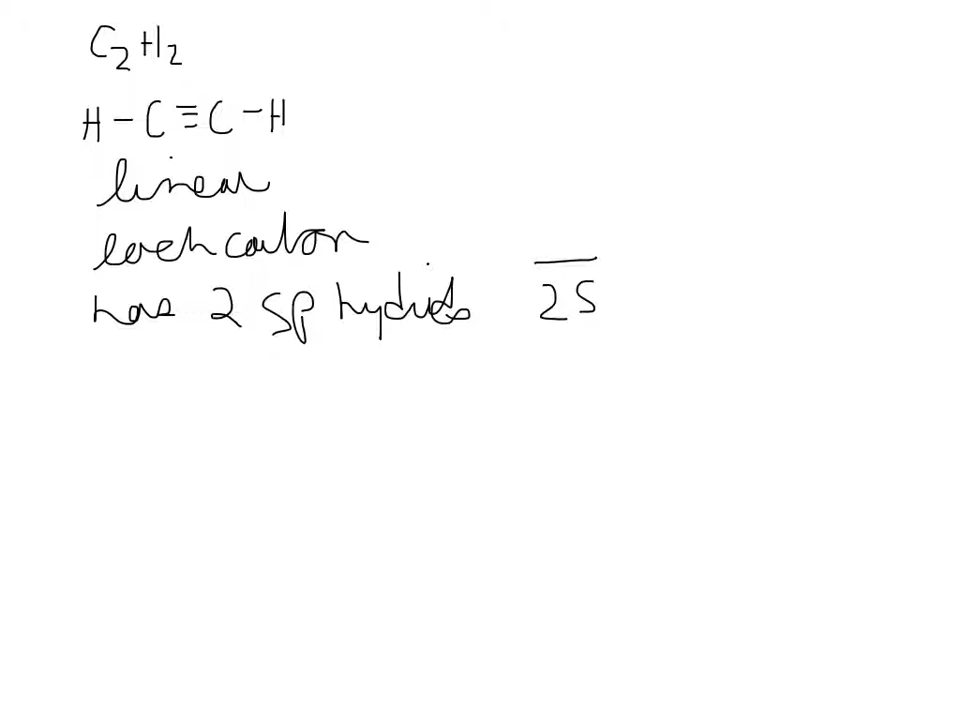 C₂H₂
H–C≡C–H
linear
each carbon
has 2 sp hybrids
2S